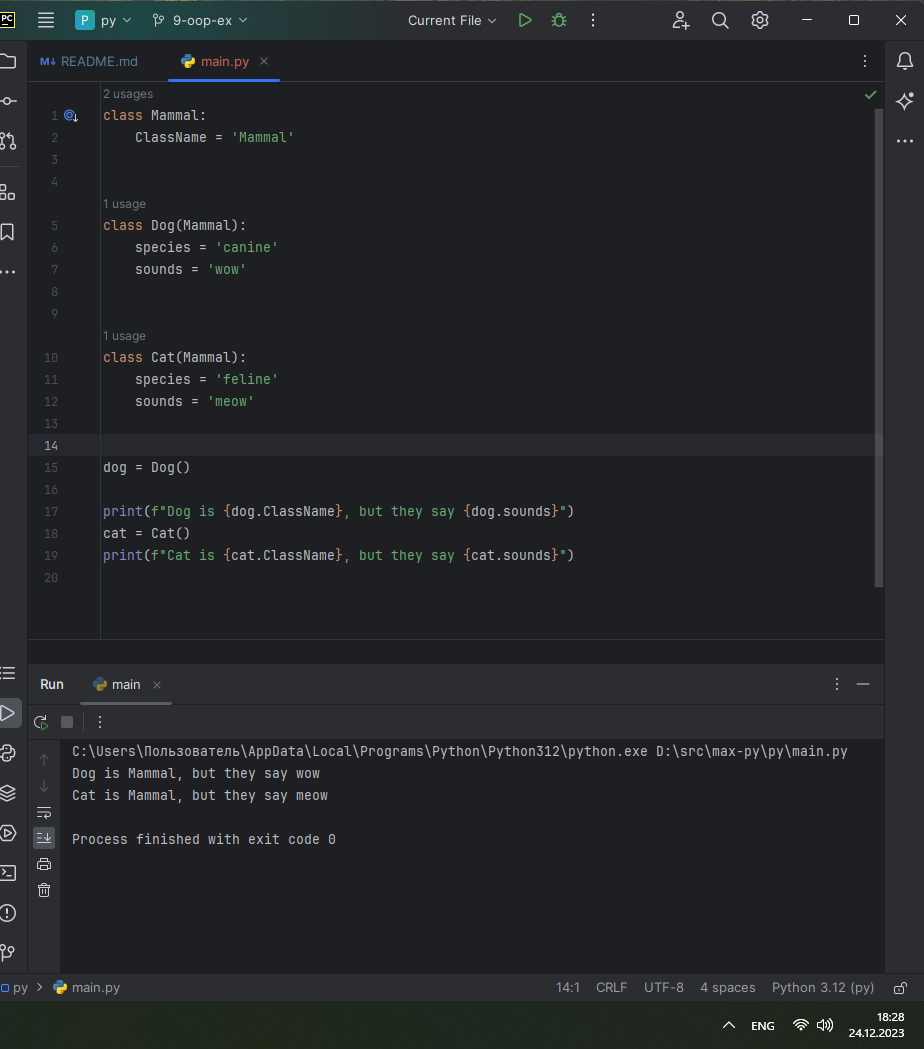 PC
P py 9-oop-ex Current File
M↓ README.md main.py
2 usages
1 class Mammal:
2 ClassName = 'Mammal'
3
4
1 usage
5 class Dog(Mammal):
6 species = 'canine'
7 sounds = 'wow'
8
9
1 usage
10 class Cat(Mammal):
11 species = 'feline'
12 sounds = 'meow'
13
14
15 dog = Dog()
16
17 print(f"Dog is {dog.ClassName}, but they say {dog.sounds}")
18 cat = Cat()
19 print(f"Cat is {cat.ClassName}, but they say {cat.sounds}")
20
Run main
C:\Users\Пользователь\AppData\Local\Programs\Python\Python312\python.exe D:\src\max-py\py\main.py
Dog is Mammal, but they say wow
Cat is Mammal, but they say meow
Process finished with exit code 0
py > main.py 14:1 CRLF UTF-8 4 spaces Python 3.12 (py)
ENG 18:28
24.12.2023